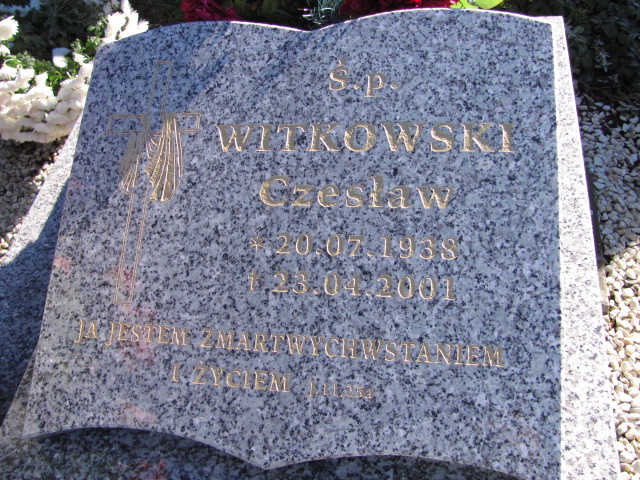 Ś.p.
WITKOWSKI
Czesław
* 20.07.1938
† 23.04.2001
JA JESTEM ZMARTWYCHWSTANIEM
I ŻYCIEM J.11.25a